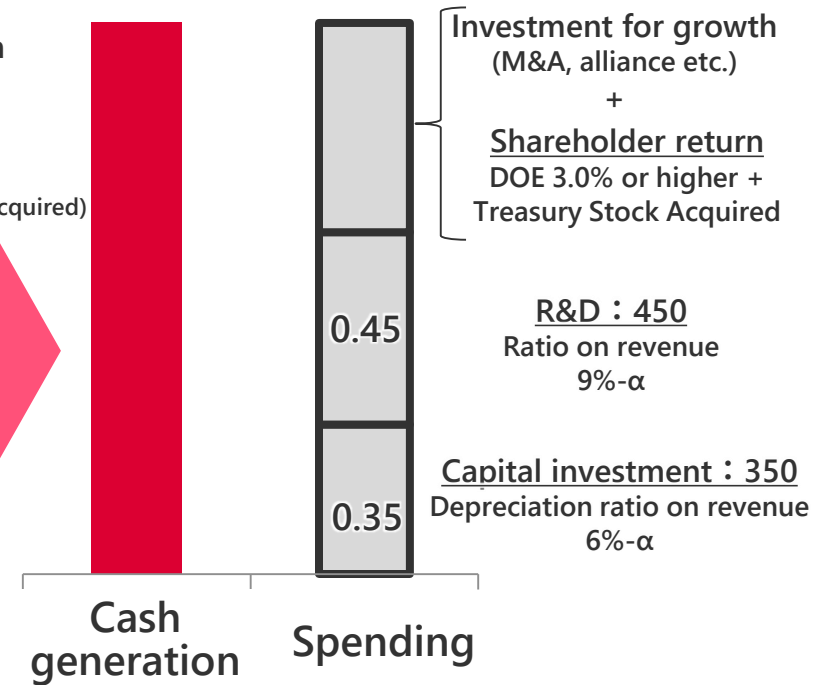 cquired)
Investment for growth
(M&A, alliance etc.)
+
Shareholder return
DOE 3.0% or higher +
Treasury Stock Acquired
0.45
R&D：450
Ratio on revenue
9%-α
0.35
Capital investment：350
Depreciation ratio on revenue
6%-α
Cash
generation
Spending